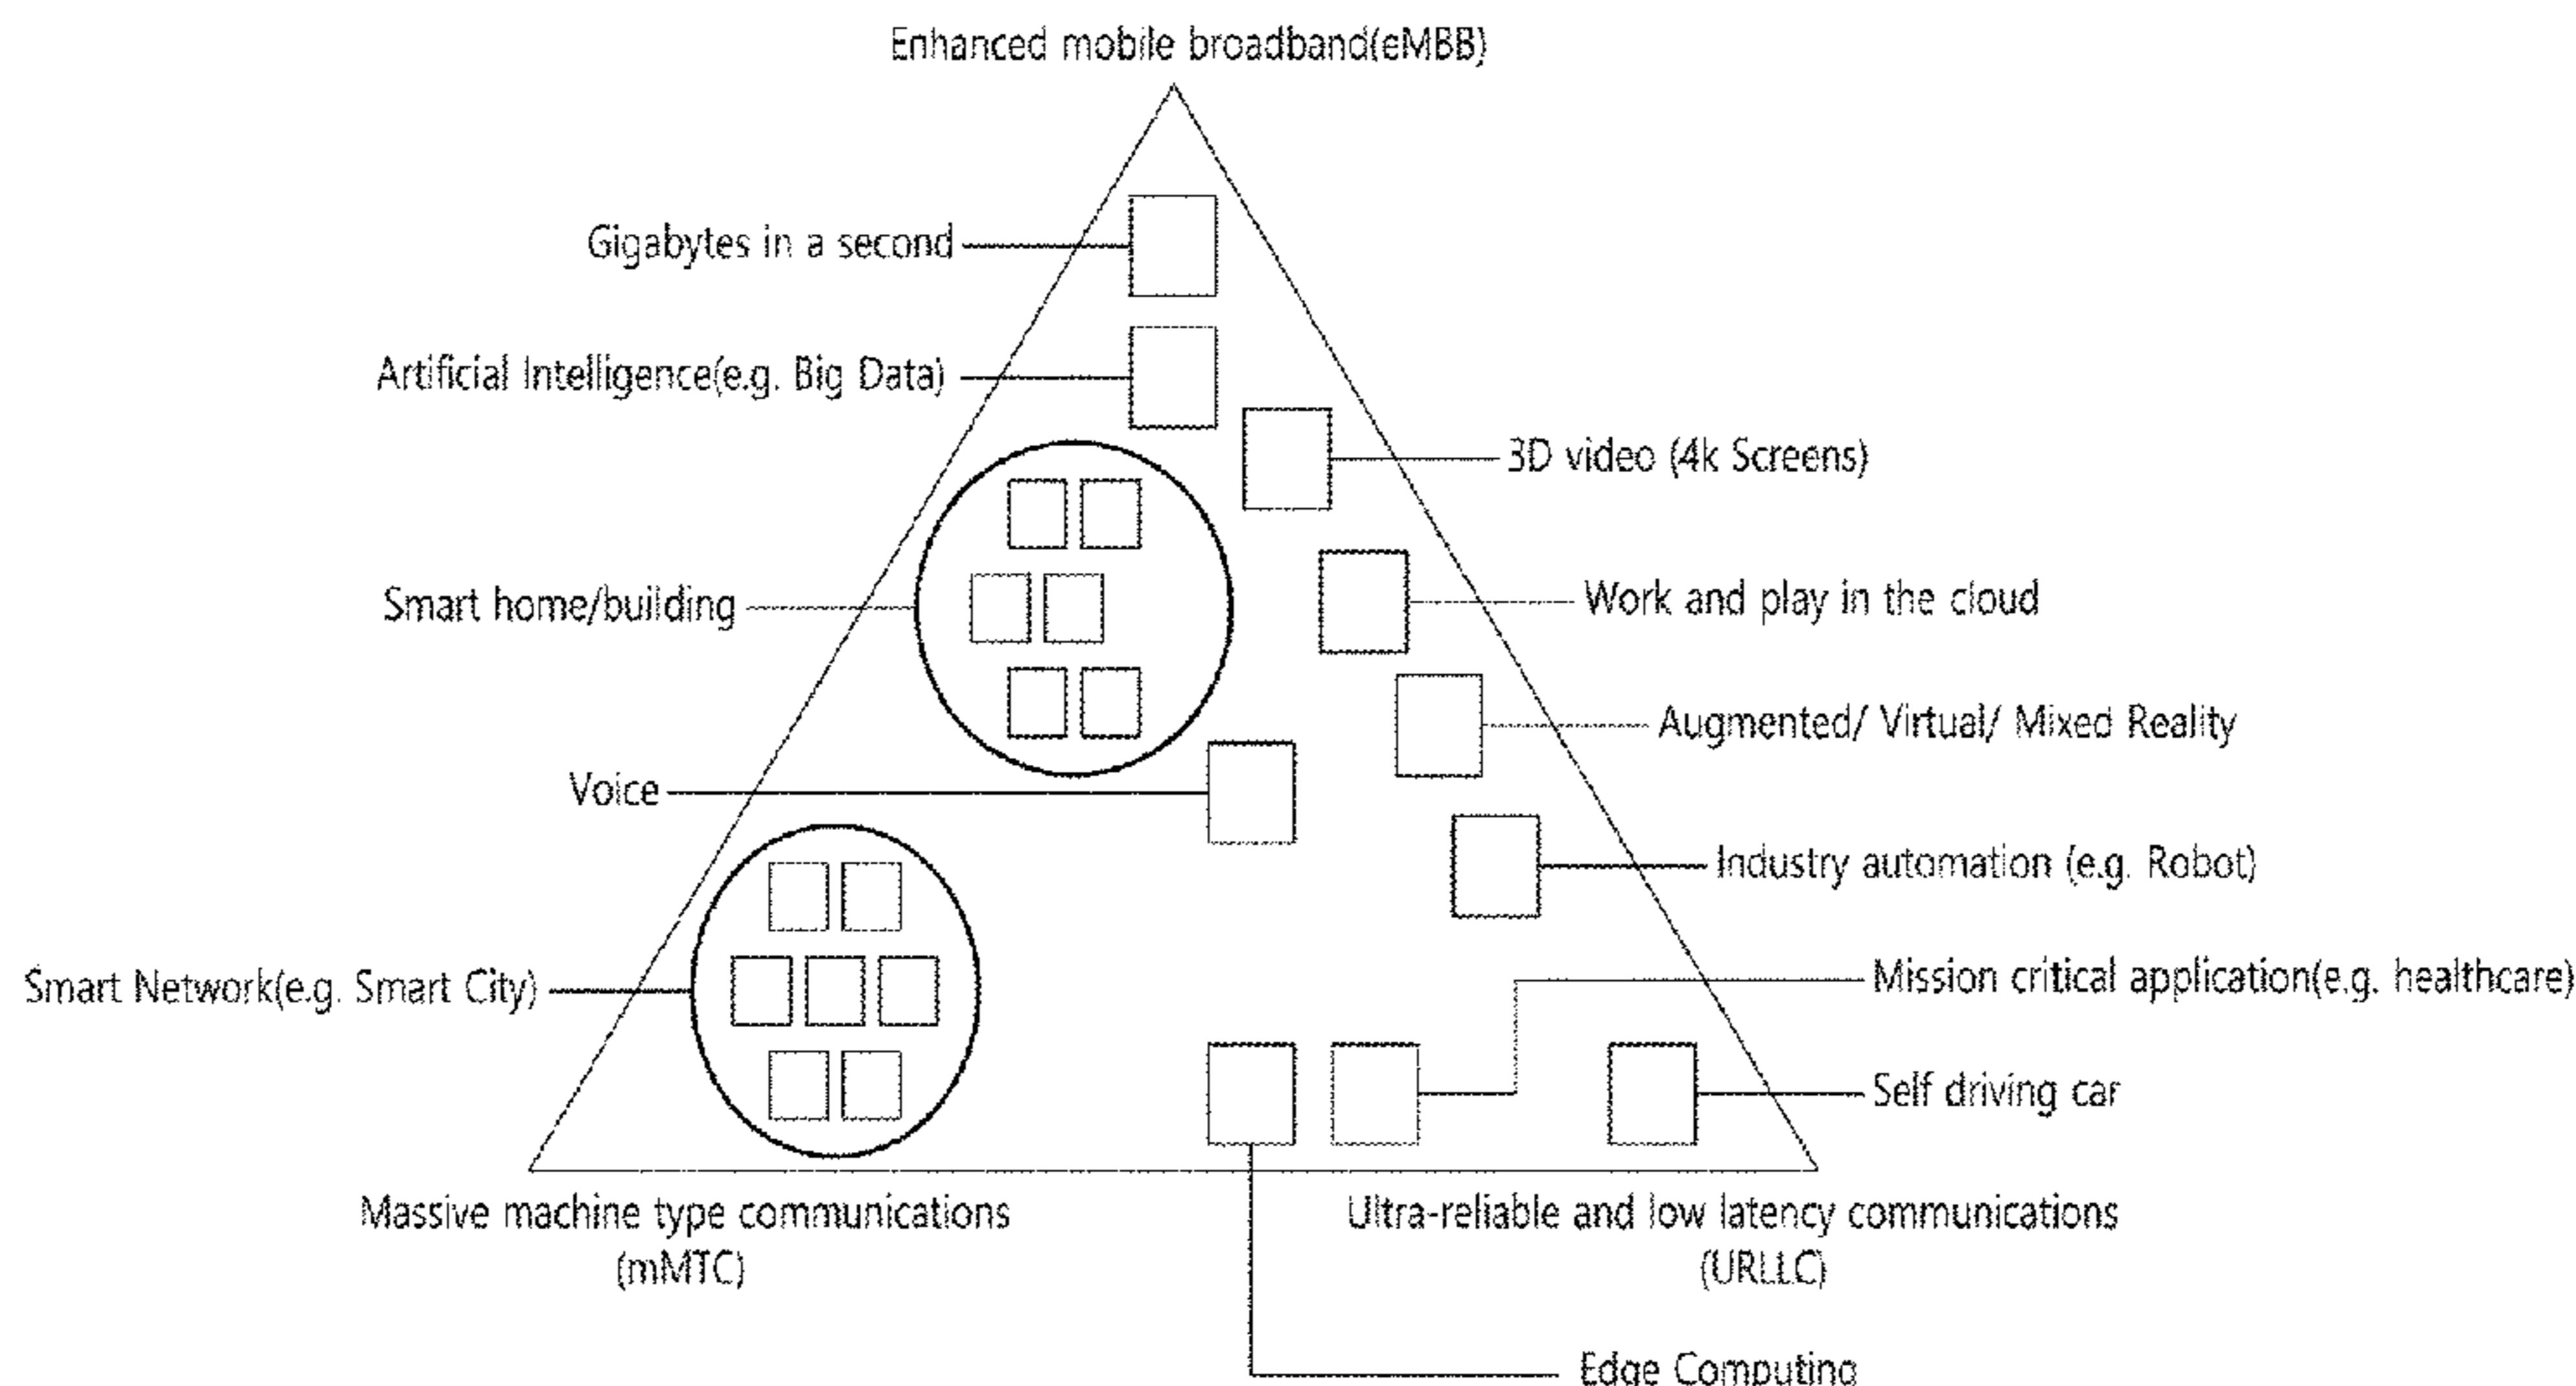 Enhanced mobile broadband(eMBB)
Gigabytes in a second
Artificial Intelligence(e.g. Big Data)
3D video (4k Screens)
Smart home/building
Work and play in the cloud
Augmented/ Virtual/ Mixed Reality
Voice
Industry automation (e.g. Robot)
Smart Network(e.g. Smart City)
Mission critical application(e.g. healthcare)
Self driving car
Massive machine type communications
(mMTC)
Ultra-reliable and low latency communications
(URLLC)
Edge Computing